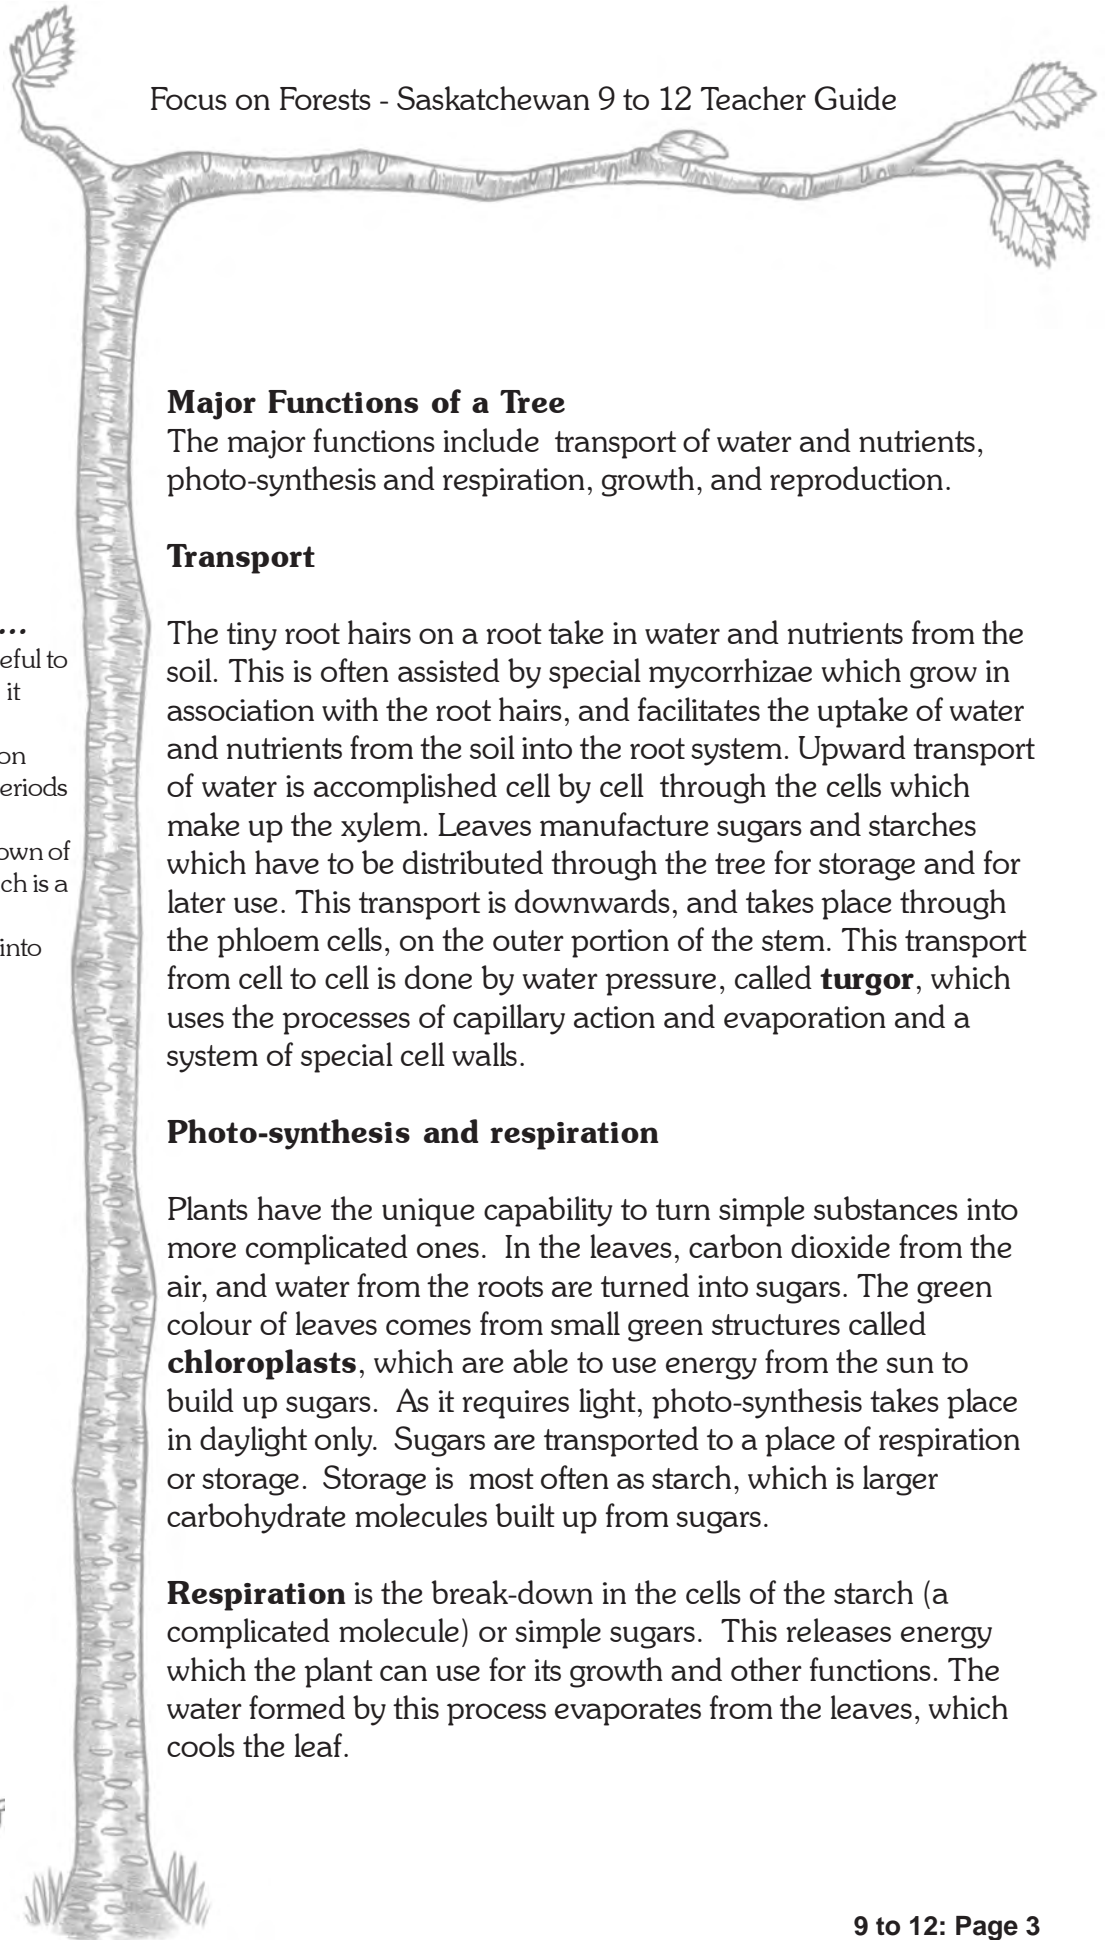 Focus on Forests - Saskatchewan 9 to 12 Teacher Guide
Major Functions of a Tree
The major functions include  transport of water and nutrients,
photo-synthesis and respiration, growth, and reproduction.
Transport
The tiny root hairs on a root take in water and nutrients from the
soil. This is often assisted by special mycorrhizae which grow in
association with the root hairs, and facilitates the uptake of water
and nutrients from the soil into the root system. Upward transport
of water is accomplished cell by cell  through the cells which
make up the xylem. Leaves manufacture sugars and starches
which have to be distributed through the tree for storage and for
later use. This transport is downwards, and takes place through
the phloem cells, on the outer portion of the stem. This transport
from cell to cell is done by water pressure, called turgor, which
uses the processes of capillary action and evaporation and a
system of special cell walls.
Photo-synthesis and respiration
Plants have the unique capability to turn simple substances into
more complicated ones.  In the leaves, carbon dioxide from the
air, and water from the roots are turned into sugars. The green
colour of leaves comes from small green structures called
chloroplasts, which are able to use energy from the sun to
build up sugars.  As it requires light, photo-synthesis takes place
in daylight only.  Sugars are transported to a place of respiration
or storage.  Storage is  most often as starch, which is larger
carbohydrate molecules built up from sugars.
Respiration is the break-down in the cells of the starch (a
complicated molecule) or simple sugars.  This releases energy
which the plant can use for its growth and other functions. The
water formed by this process evaporates from the leaves, which
cools the leaf.
...
eful to
it
on
eriods
own of
ch is a
into
9 to 12: Page 3